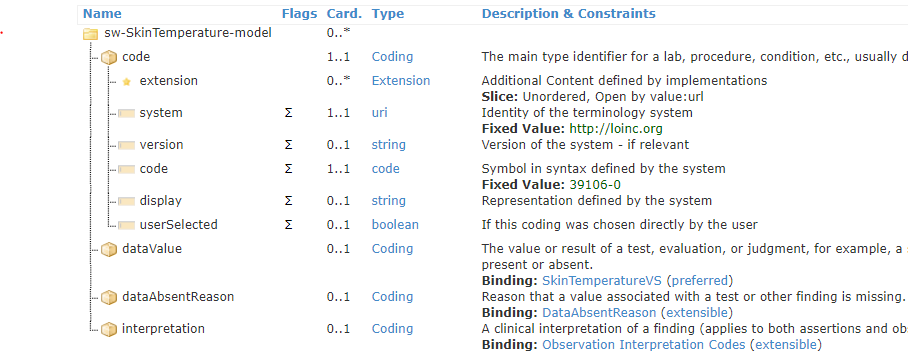 Name Flags Card. Type Description & Constraints
sw-SkinTemperature-model 0..*
code 1..1 Coding The main type identifier for a lab, procedure, condition, etc., usually d
extension 0..* Extension Additional Content defined by implementations
Slice: Unordered, Open by value:url
system Σ 1..1 uri Identity of the terminology system
Fixed Value: http://loinc.org
version Σ 0..1 string Version of the system - if relevant
code Σ 1..1 code Symbol in syntax defined by the system
Fixed Value: 39106-0
display Σ 0..1 string Representation defined by the system
userSelected Σ 0..1 boolean If this coding was chosen directly by the user
dataValue 0..1 Coding The value or result of a test, evaluation, or judgment, for example, a
present or absent.
Binding: SkinTemperatureVS (preferred)
dataAbsentReason 0..1 Coding Reason that a value associated with a test or other finding is missing.
Binding: DataAbsentReason (extensible)
interpretation 0..1 Coding A clinical interpretation of a finding (applies to both assertions and ob
Binding: Observation Interpretation Codes (extensible)